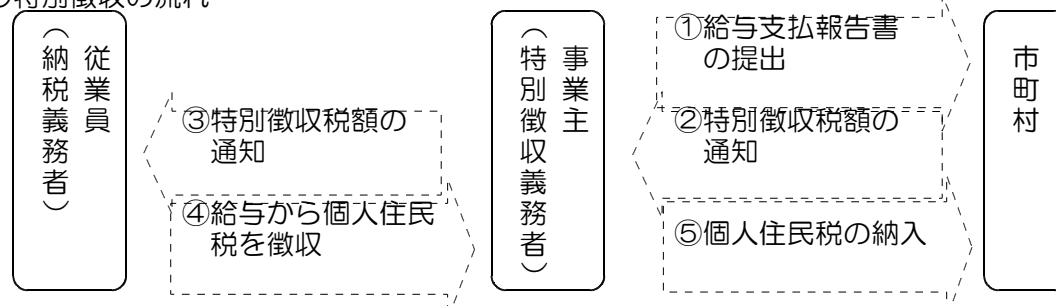 の特別徴収の流れ
従業員
（納税義務者）
③特別徴収税額の
通知
④給与から個人住民
税を徴収
事業主
（特別徴収義務者）
①給与支払報告書
の提出
②特別徴収税額の
通知
⑤個人住民税の納入
市町村